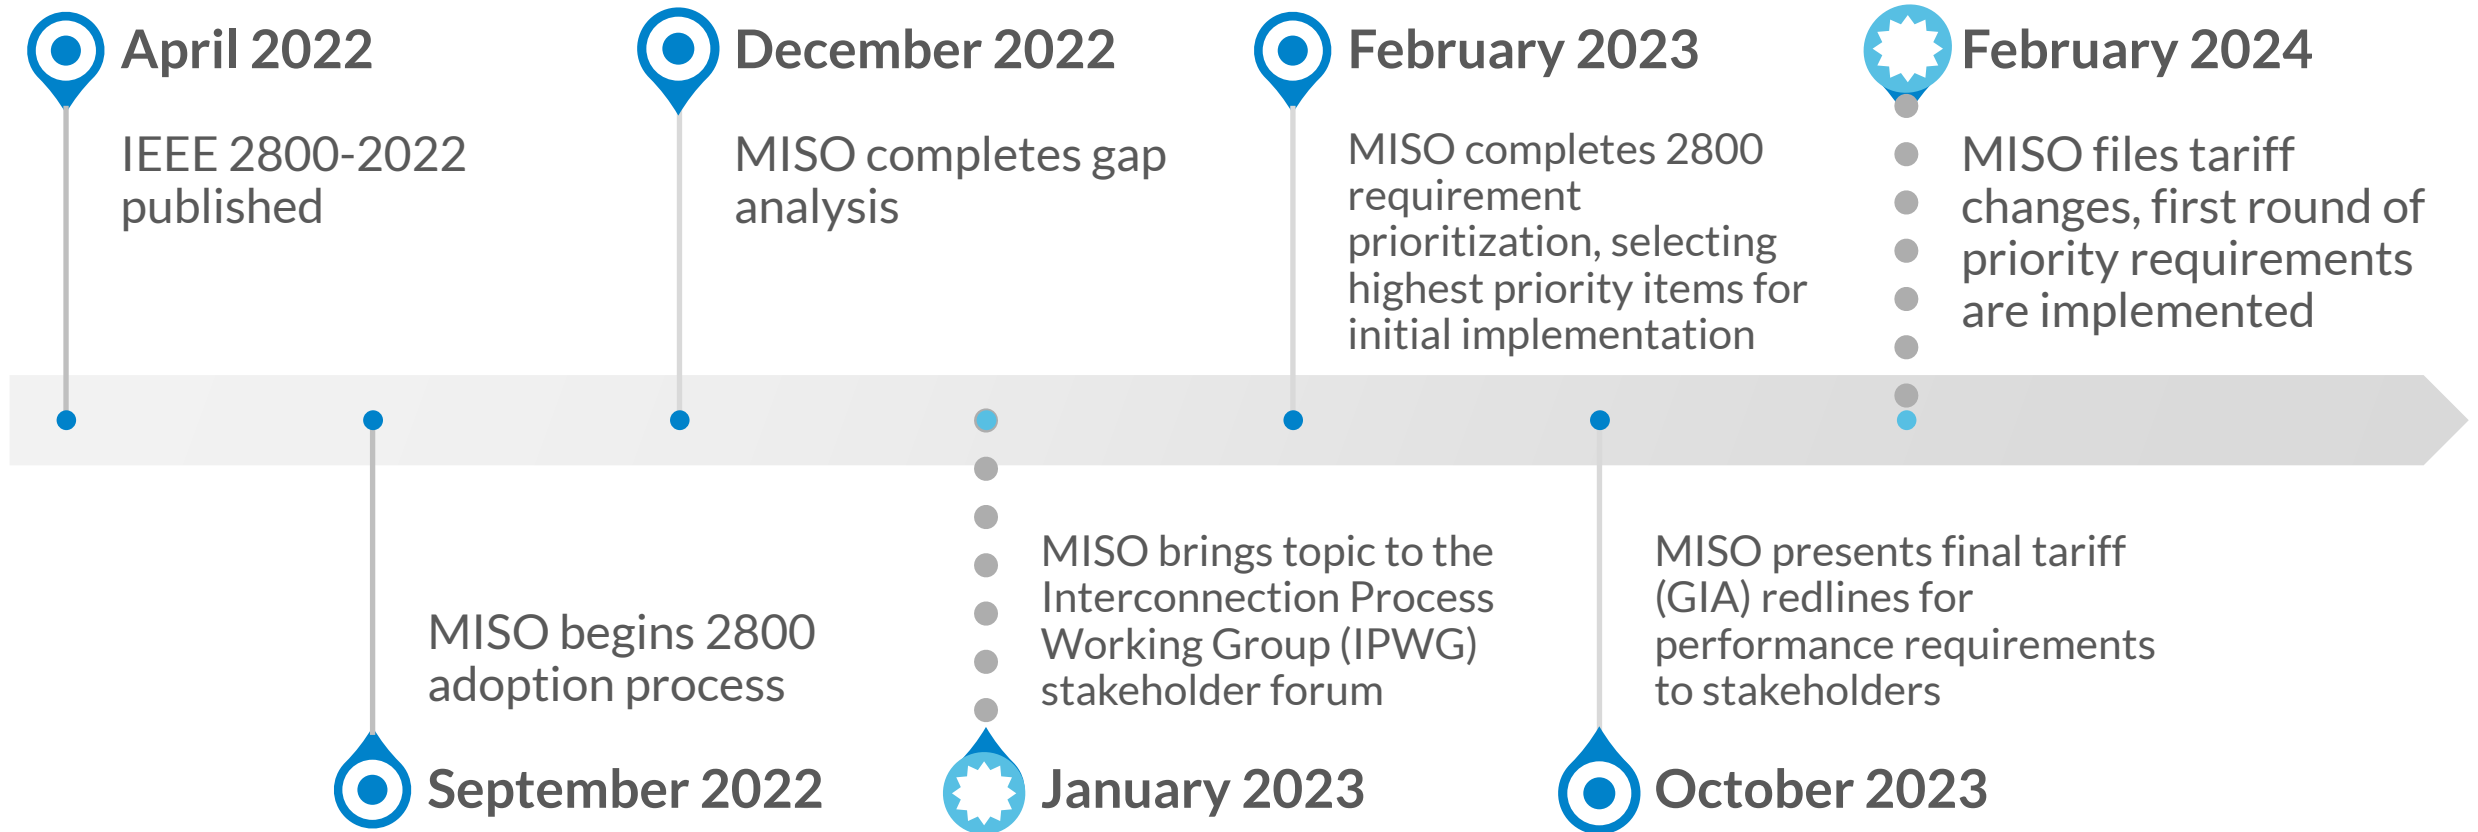 April 2022
IEEE 2800-2022
published
December 2022
MISO completes gap
analysis
February 2023
MISO completes 2800
requirement
prioritization, selecting
highest priority items for
initial implementation
February 2024
MISO files tariff
changes, first round of
priority requirements
are implemented
MISO begins 2800
adoption process
September 2022
MISO brings topic to the
Interconnection Process
Working Group (IPWG)
stakeholder forum
January 2023
MISO presents final tariff
(GIA) redlines for
performance requirements
to stakeholders
October 2023